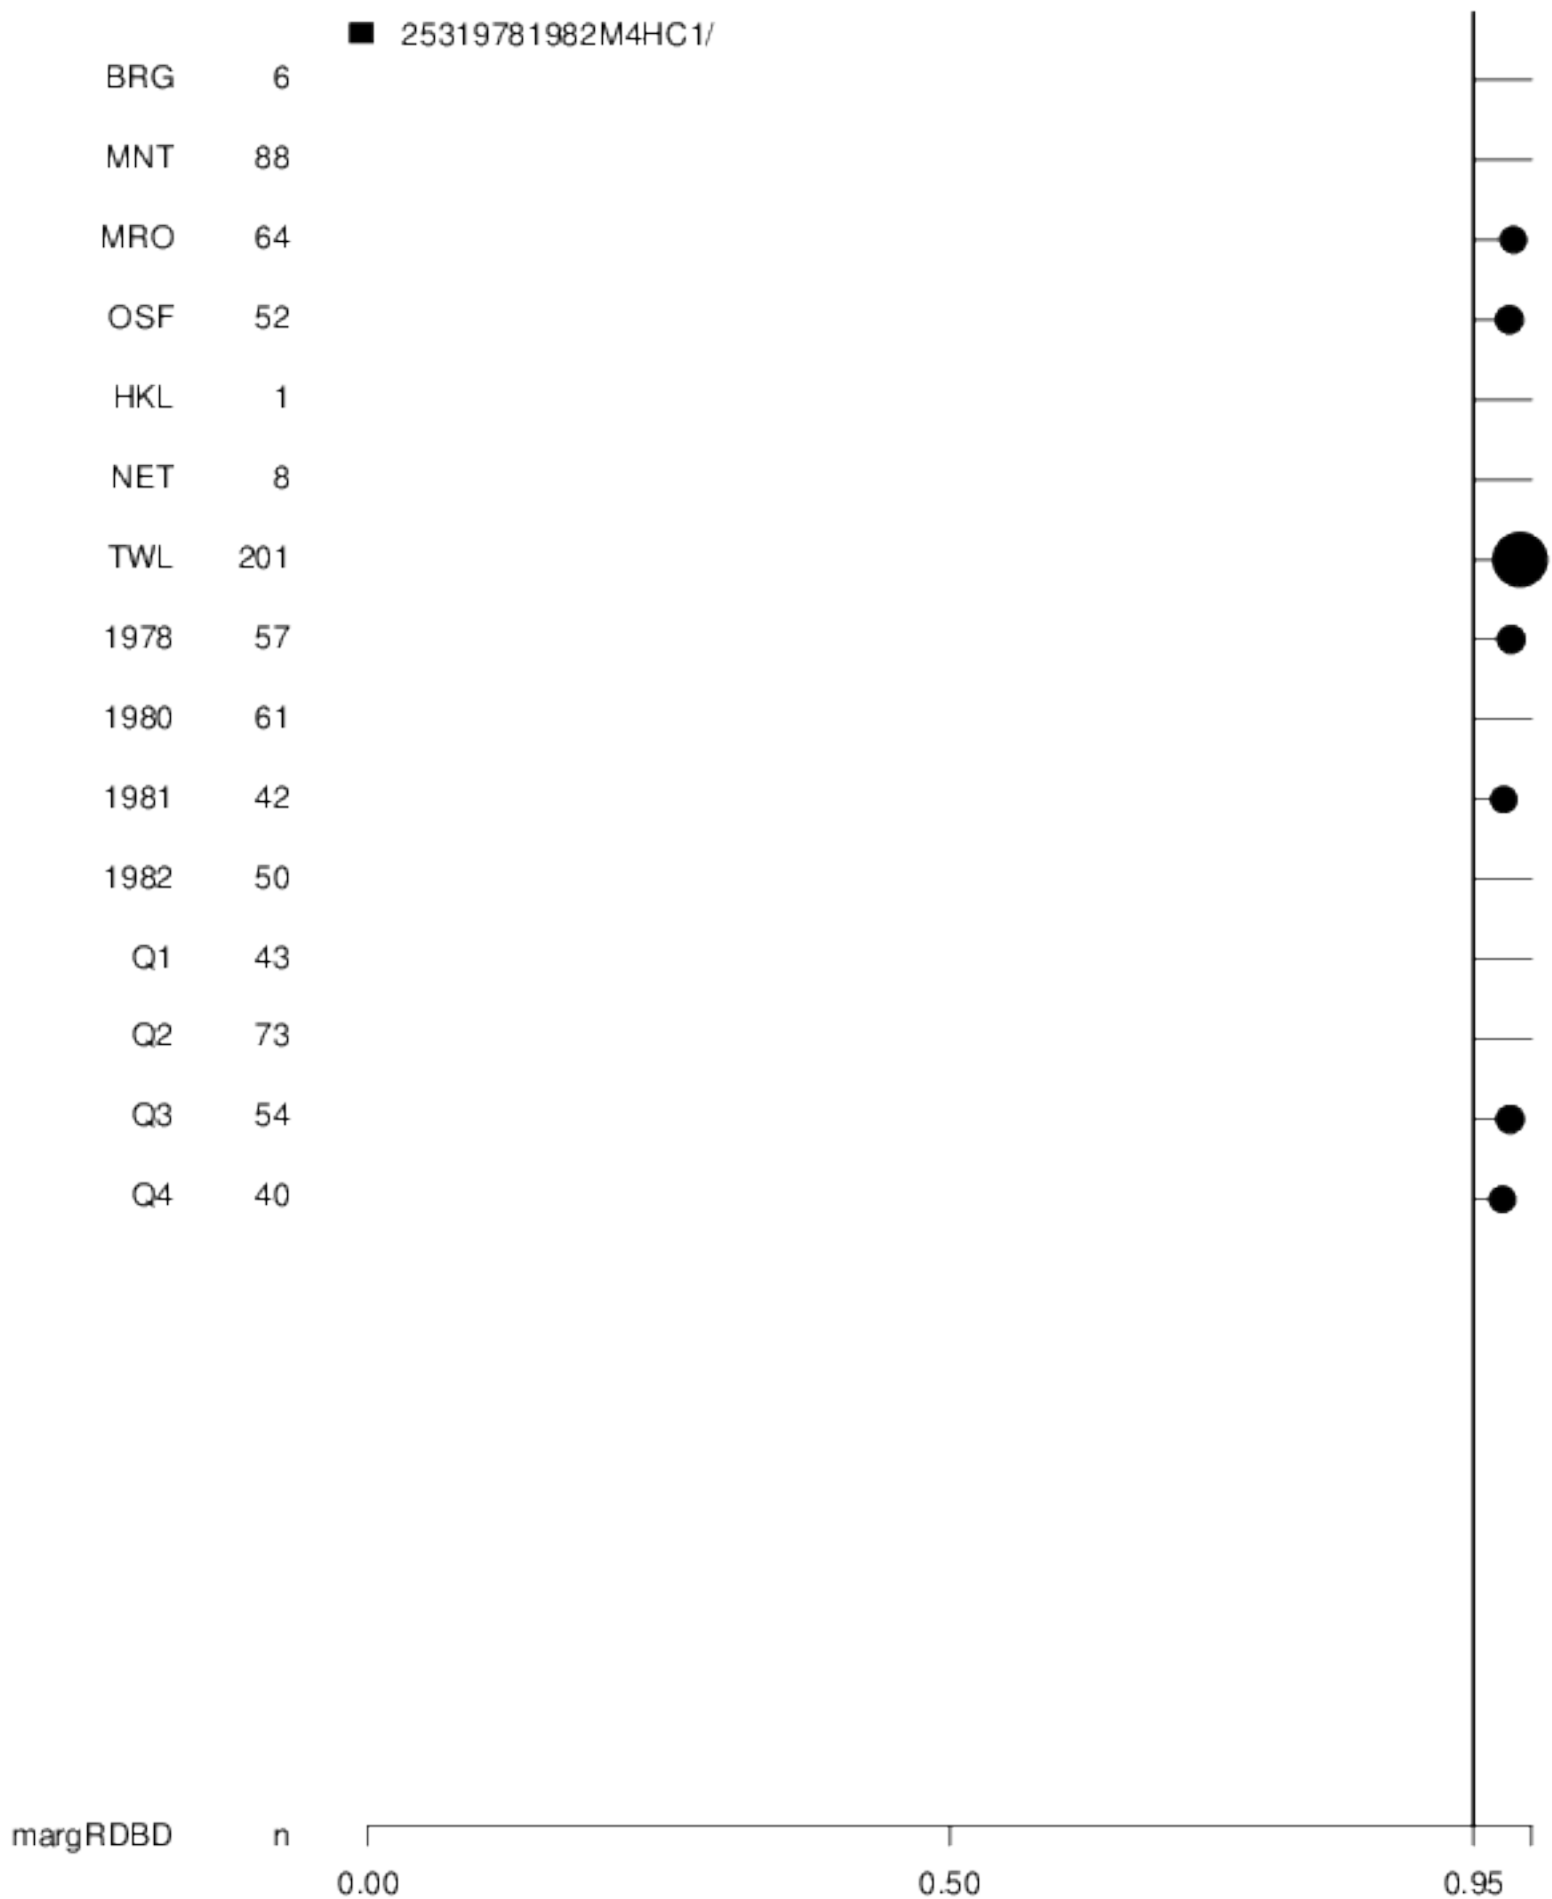 25319781982M4HC1/
BRG 6
MNT 88
MRO 64
OSF 52
HKL 1
NET 8
TWL 201
1978 57
1980 61
1981 42
1982 50
Q1 43
Q2 73
Q3 54
Q4 40
margRDBD n
0.00 0.50 0.95